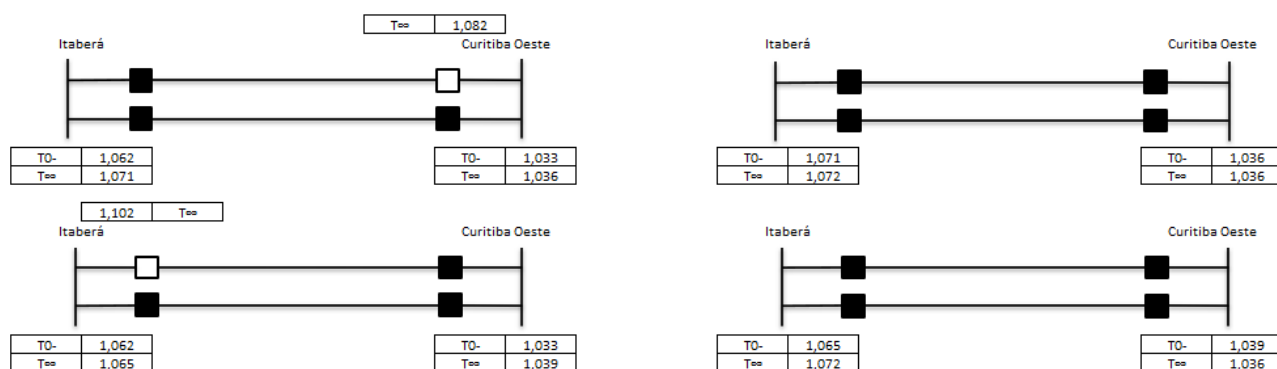 T∞ 1,082
Itaberá Curitiba Oeste
T0- 1,062 T0- 1,033
T∞ 1,071 T∞ 1,036
Itaberá Curitiba Oeste
T0- 1,071 T0- 1,036
T∞ 1,072 T∞ 1,036
1,102 T∞
Itaberá Curitiba Oeste
T0- 1,062 T0- 1,033
T∞ 1,065 T∞ 1,039
Itaberá Curitiba Oeste
T0- 1,065 T0- 1,039
T∞ 1,072 T∞ 1,036